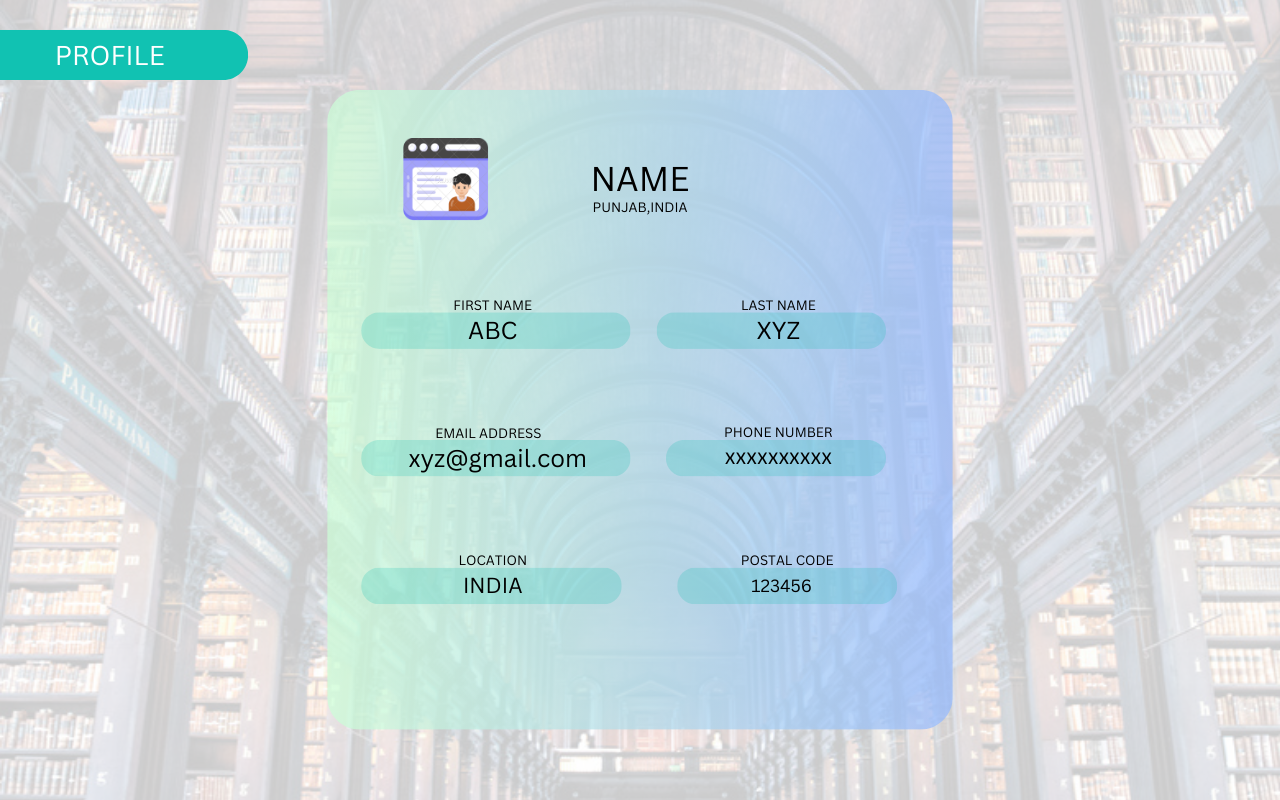 PROFILE
NAME
PUNJAB,INDIA
FIRST NAME
LAST NAME
ABC
XYZ
EMAIL ADDRESS
PHONE NUMBER
xyz@gmail.com
xxxxxxxxxx
LOCATION
POSTAL CODE
INDIA
123456
PALLISERIANA